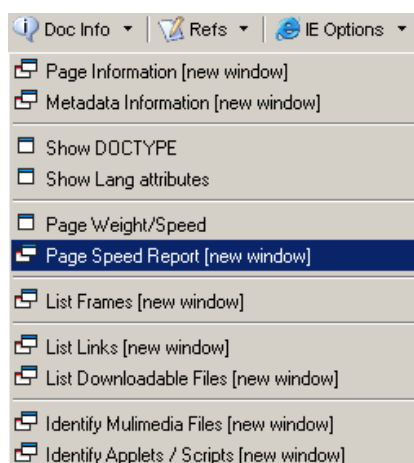 Doc Info Refs IE Options
Page Information [new window]
Metadata Information [new window]
Show DOCTYPE
Show Lang attributes
Page Weight/Speed
Page Speed Report [new window]
List Frames [new window]
List Links [new window]
List Downloadable Files [new window]
Identify Mulimedia Files [new window]
Identify Applets / Scripts [new window]